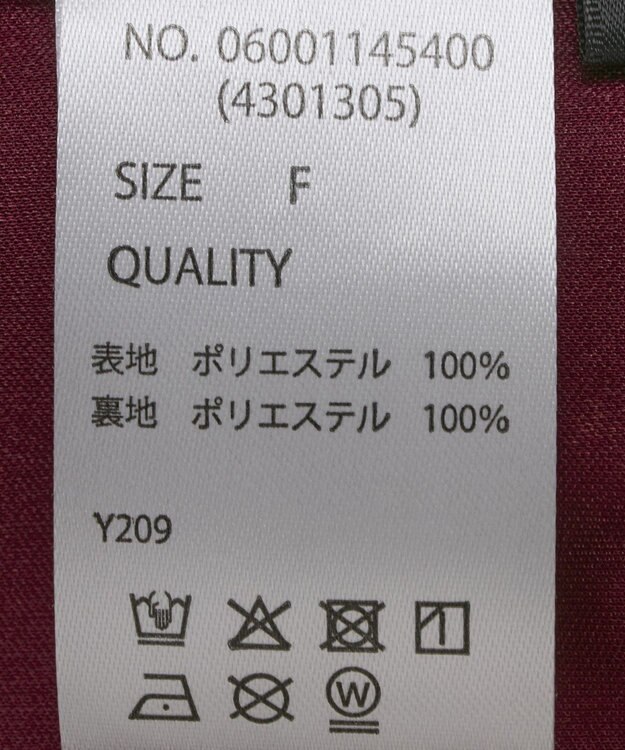 NO. 06001145400
(4301305)
SIZE F
QUALITY
表地 ポリエステル 100%
裏地 ポリエステル 100%
Y209
W